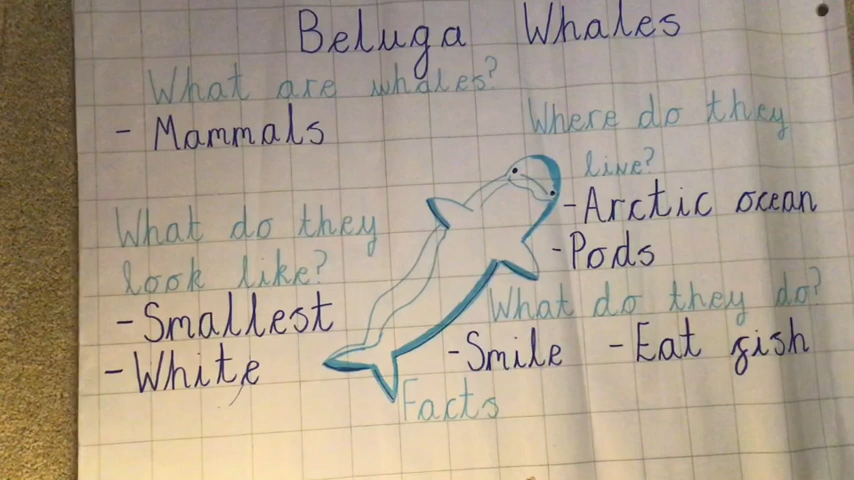 Beluga Whales
What are whales?
- Mammals
Where do they
live?
- Arctic ocean
- Pods
What do they
look like?
- Smallest
- White
What do they do?
- Smile - Eat fish
Facts